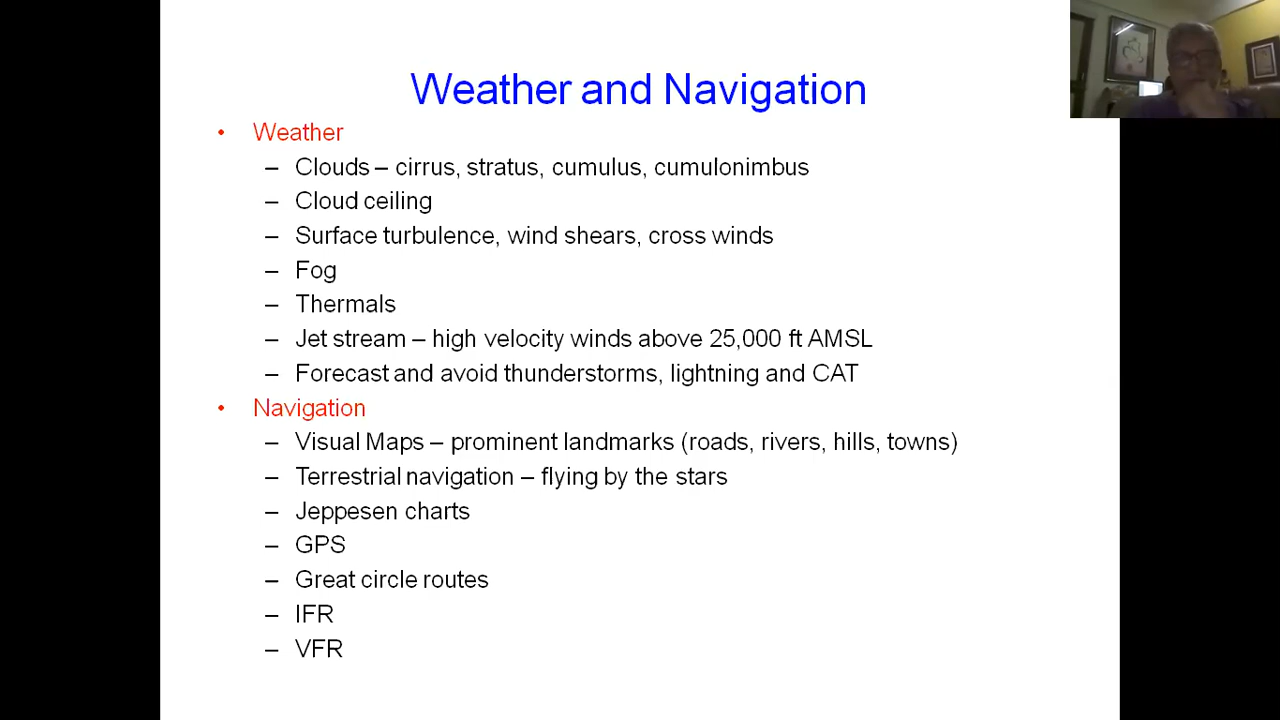 Weather and Navigation
• Weather
– Clouds – cirrus, stratus, cumulus, cumulonimbus
– Cloud ceiling
– Surface turbulence, wind shears, cross winds
– Fog
– Thermals
– Jet stream – high velocity winds above 25,000 ft AMSL
– Forecast and avoid thunderstorms, lightning and CAT
• Navigation
– Visual Maps – prominent landmarks (roads, rivers, hills, towns)
– Terrestrial navigation – flying by the stars
– Jeppesen charts
– GPS
– Great circle routes
– IFR
– VFR